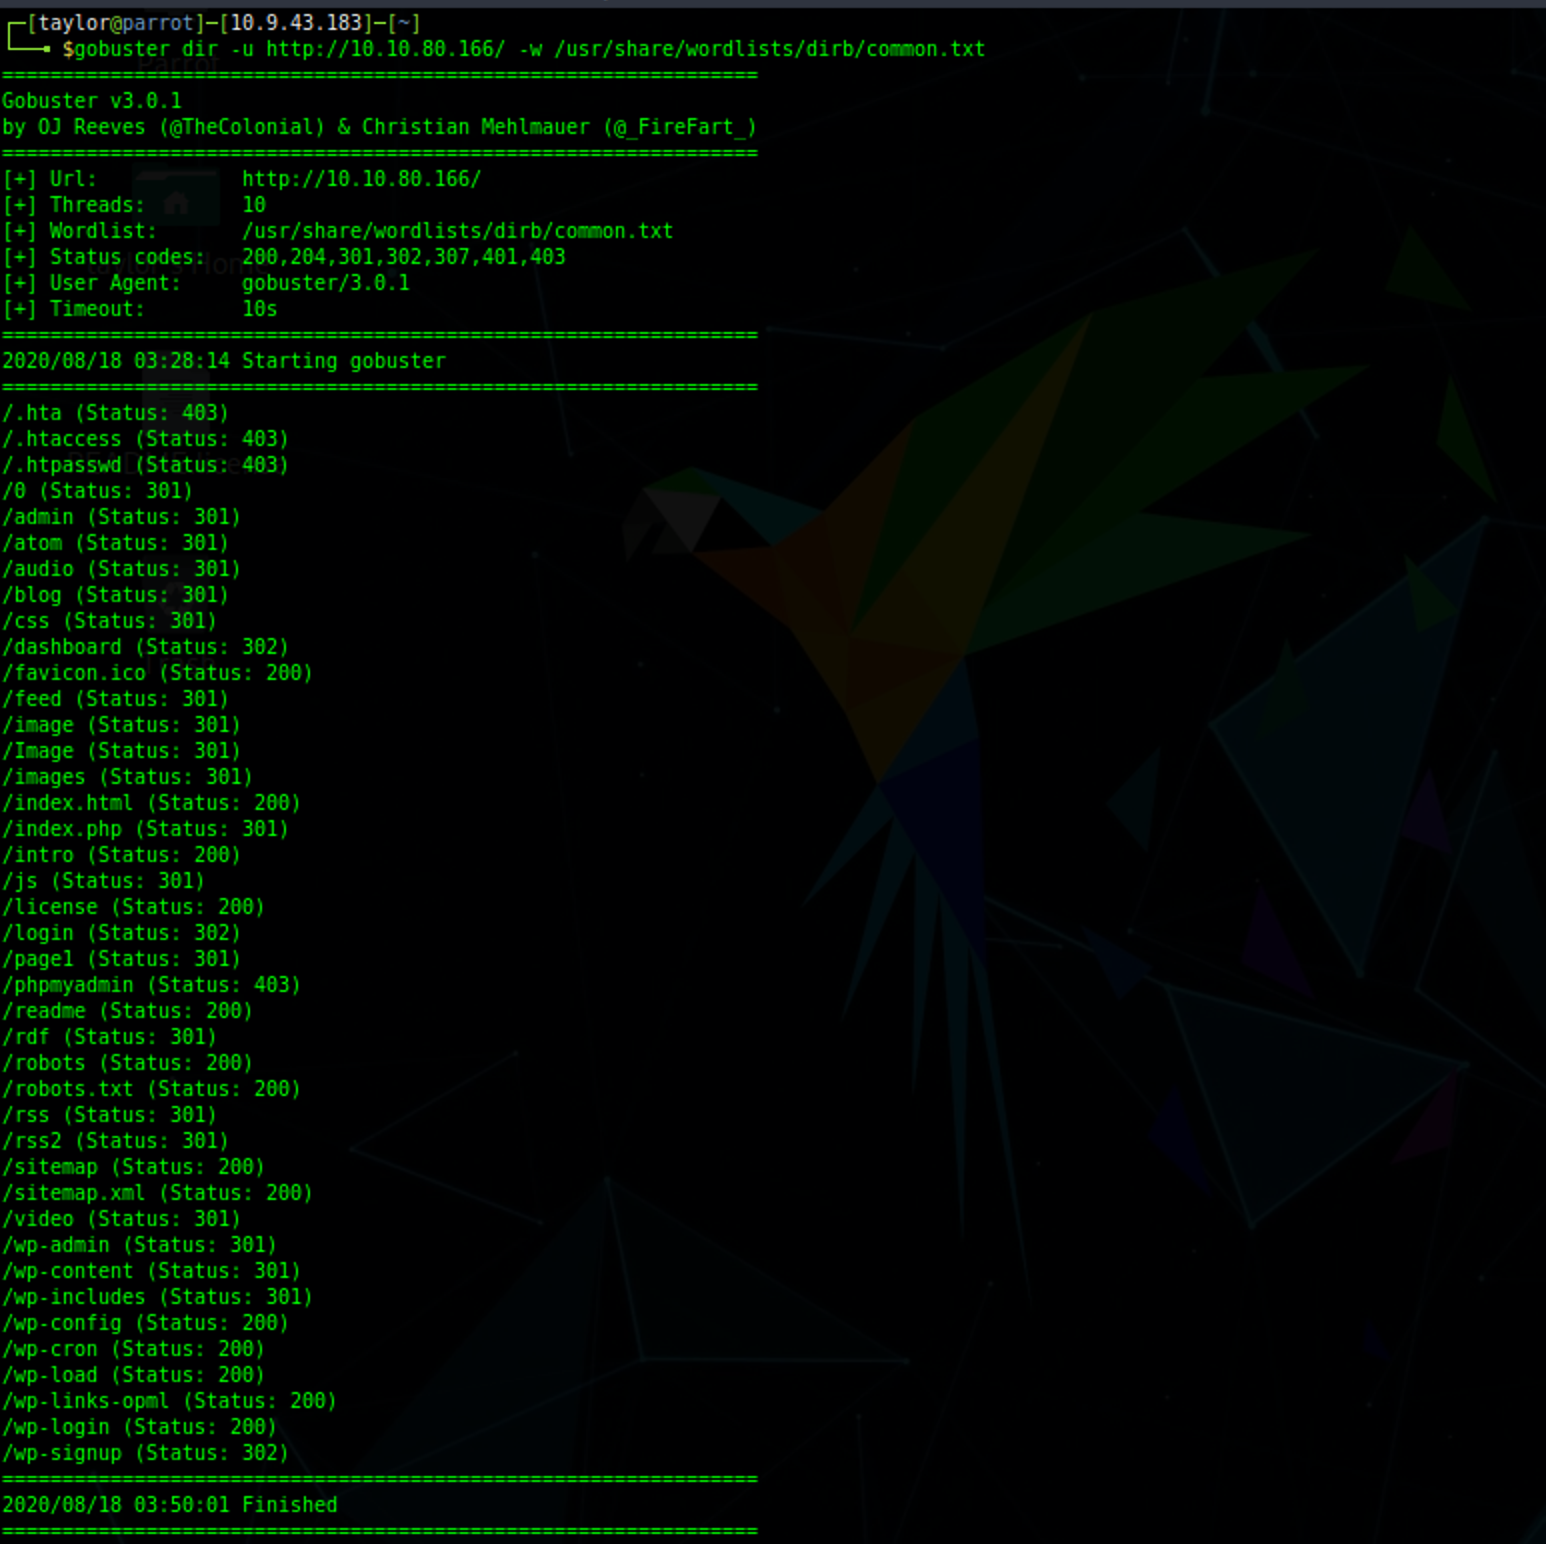 ┌─[taylor@parrot]─[10.9.43.183]─[~]
└──╼ $gobuster dir -u http://10.10.80.166/ -w /usr/share/wordlists/dirb/common.txt
===============================================================
Gobuster v3.0.1
by OJ Reeves (@TheColonial) & Christian Mehlmauer (@_FireFart_)
===============================================================
[+] Url:            http://10.10.80.166/
[+] Threads:        10
[+] Wordlist:       /usr/share/wordlists/dirb/common.txt
[+] Status codes:   200,204,301,302,307,401,403
[+] User Agent:     gobuster/3.0.1
[+] Timeout:        10s
===============================================================
2020/08/18 03:28:14 Starting gobuster
===============================================================
/.hta (Status: 403)
/.htaccess (Status: 403)
/.htpasswd (Status: 403)
/0 (Status: 301)
/admin (Status: 301)
/atom (Status: 301)
/audio (Status: 301)
/blog (Status: 301)
/css (Status: 301)
/dashboard (Status: 302)
/favicon.ico (Status: 200)
/feed (Status: 301)
/image (Status: 301)
/Image (Status: 301)
/images (Status: 301)
/index.html (Status: 200)
/index.php (Status: 301)
/intro (Status: 200)
/js (Status: 301)
/license (Status: 200)
/login (Status: 302)
/page1 (Status: 301)
/phpmyadmin (Status: 403)
/readme (Status: 200)
/rdf (Status: 301)
/robots (Status: 200)
/robots.txt (Status: 200)
/rss (Status: 301)
/rss2 (Status: 301)
/sitemap (Status: 200)
/sitemap.xml (Status: 200)
/video (Status: 301)
/wp-admin (Status: 301)
/wp-content (Status: 301)
/wp-includes (Status: 301)
/wp-config (Status: 200)
/wp-cron (Status: 200)
/wp-load (Status: 200)
/wp-links-opml (Status: 200)
/wp-login (Status: 200)
/wp-signup (Status: 302)
===============================================================
2020/08/18 03:50:01 Finished
===============================================================